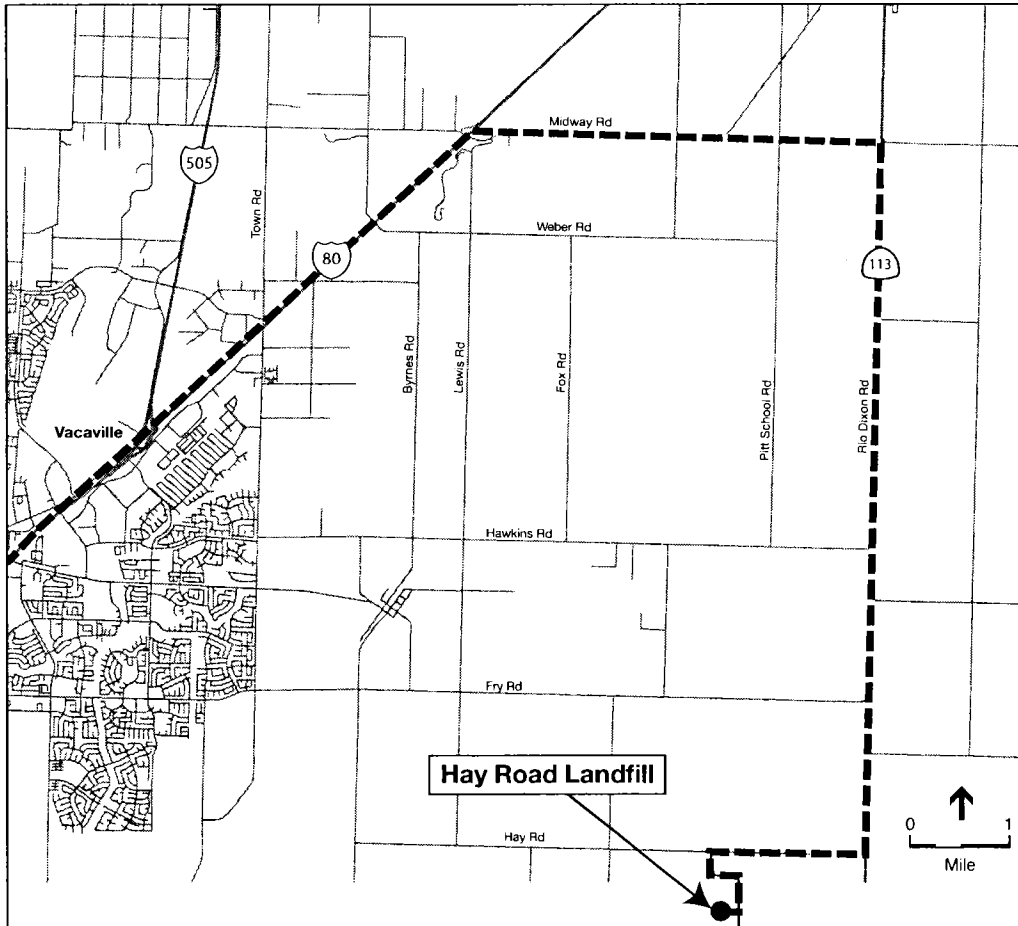 Midway Rd
505
Town Rd
Weber Rd
80
113
Byrnes Rd
Lewis Rd
Fox Rd
Pitt School Rd
Rio Dixon Rd
Vacaville
Hawkins Rd
Fry Rd
Hay Road Landfill
Hay Rd
0 1
Mile